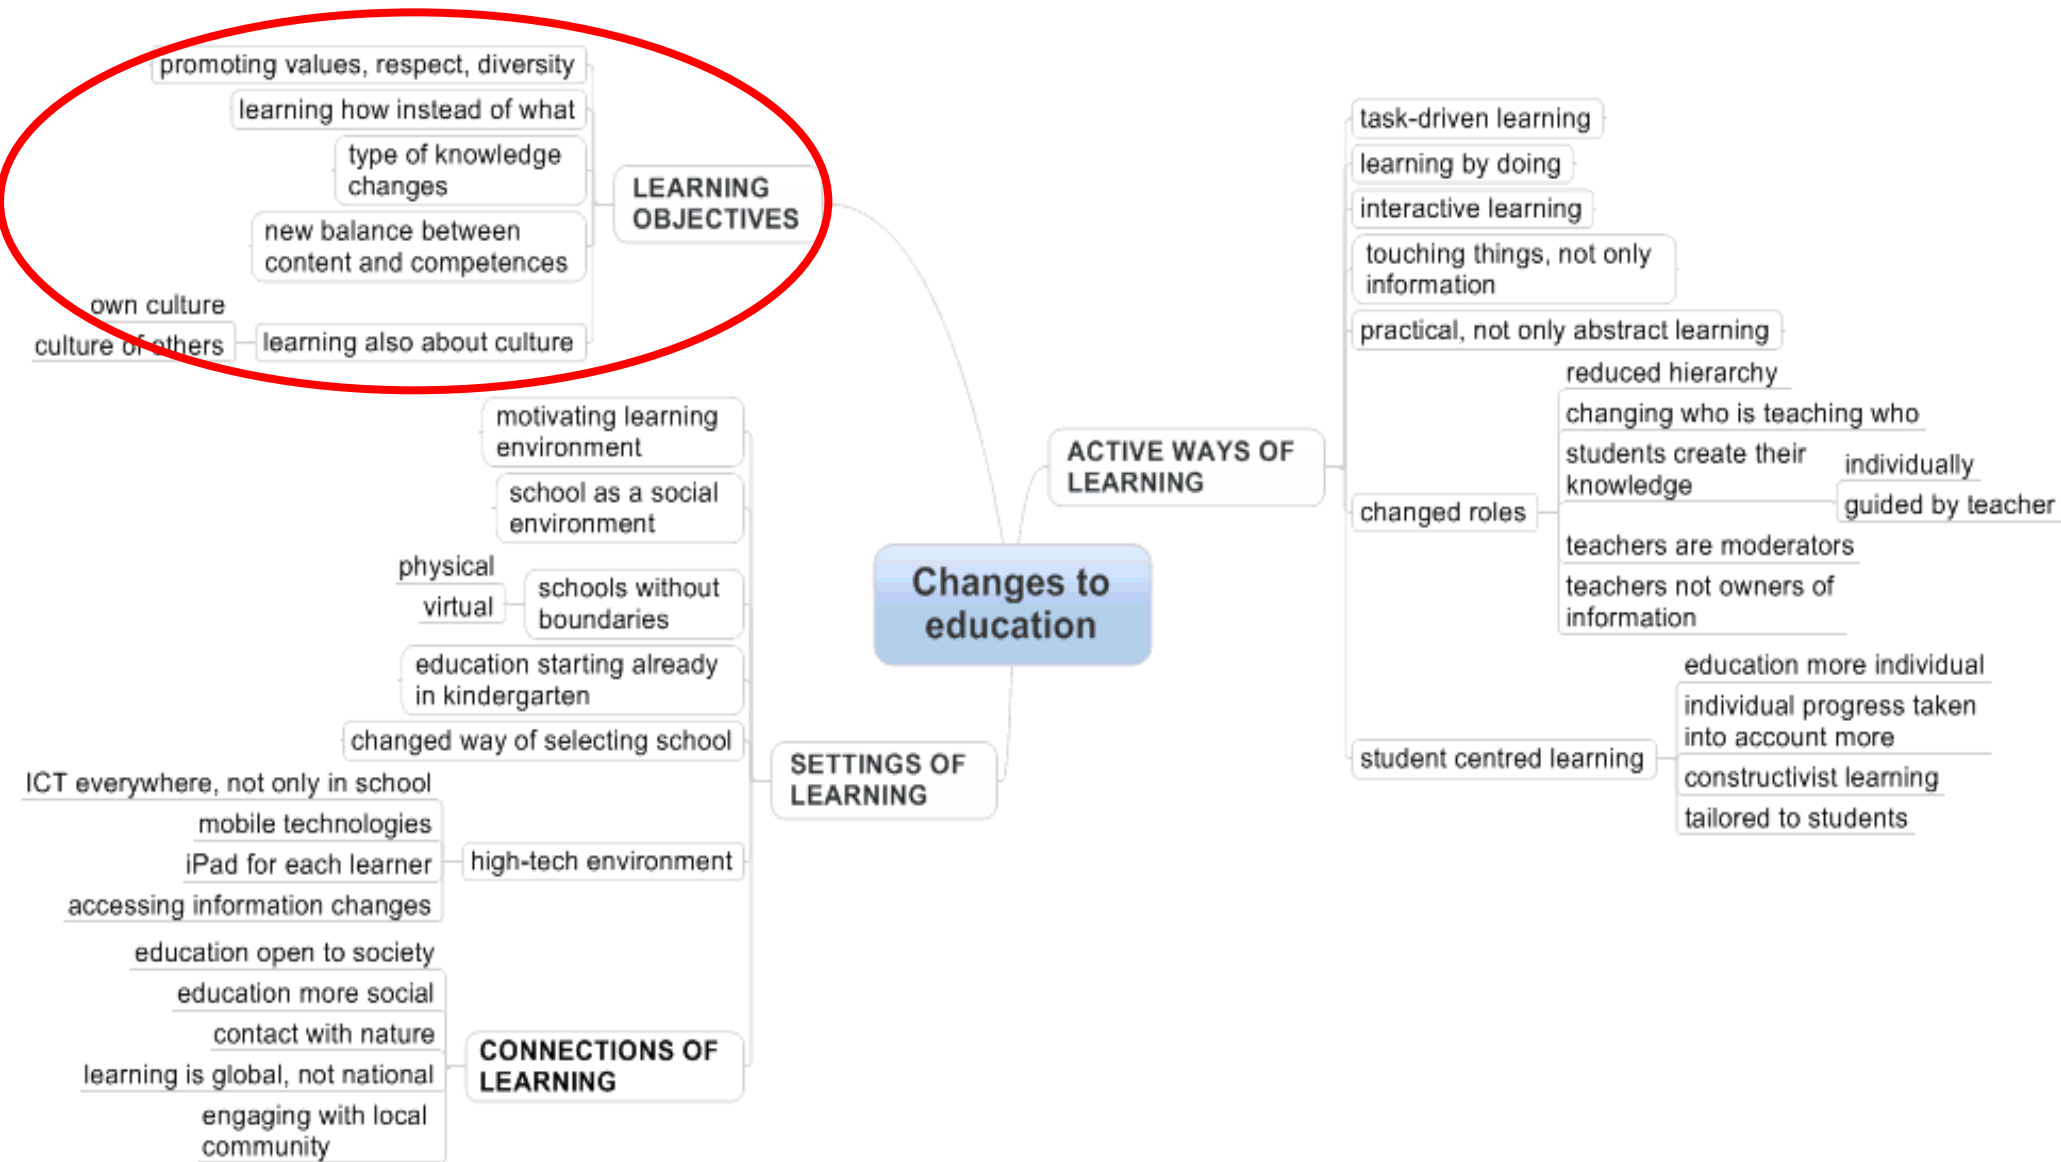 promoting values, respect, diversity
learning how instead of what
type of knowledge
changes
new balance between
content and competences
own culture
culture of others
learning also about culture
LEARNING
OBJECTIVES
motivating learning
environment
school as a social
environment
physical
virtual
schools without
boundaries
education starting already
in kindergarten
changed way of selecting school
ICT everywhere, not only in school
mobile technologies
iPad for each learner
accessing information changes
high-tech environment
SETTINGS OF
LEARNING
education open to society
education more social
contact with nature
learning is global, not national
engaging with local
community
CONNECTIONS OF
LEARNING
Changes to
education
ACTIVE WAYS OF
LEARNING
task-driven learning
learning by doing
interactive learning
touching things, not only
information
practical, not only abstract learning
changed roles
reduced hierarchy
changing who is teaching who
students create their
knowledge
individually
guided by teacher
teachers are moderators
teachers not owners of
information
student centred learning
education more individual
individual progress taken
into account more
constructivist learning
tailored to students